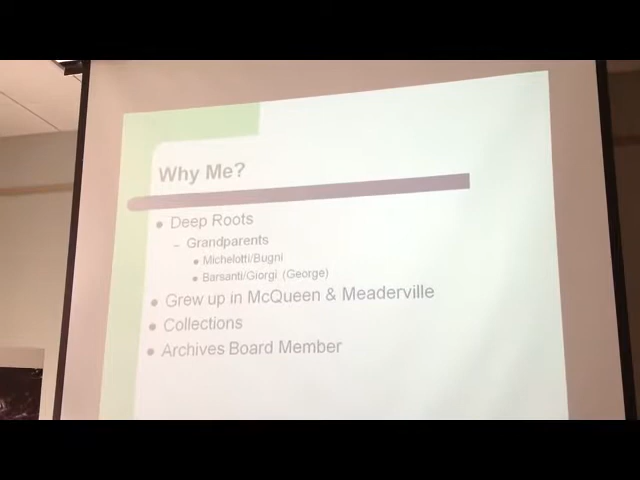 Why Me?
● Deep Roots
– Grandparents
● Michelotti/Bugni
● Barsanti/Giorgi (George)
● Grew up in McQueen & Meaderville
● Collections
● Archives Board Member